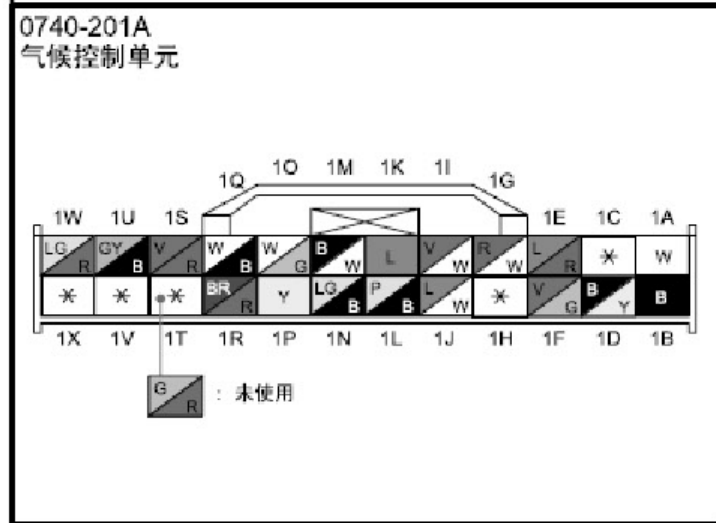 0740-201A
气候控制单元
1Q 1O 1M 1K 1I 1G
1W 1U 1S 1E 1C 1A
LG R GY B V R W B W G B W L V W R W L R * W
* * * BR R Y LG B P B L W * V G B Y B
1X 1V 1T 1R 1P 1N 1L 1J 1H 1F 1D 1B
G R : 未使用